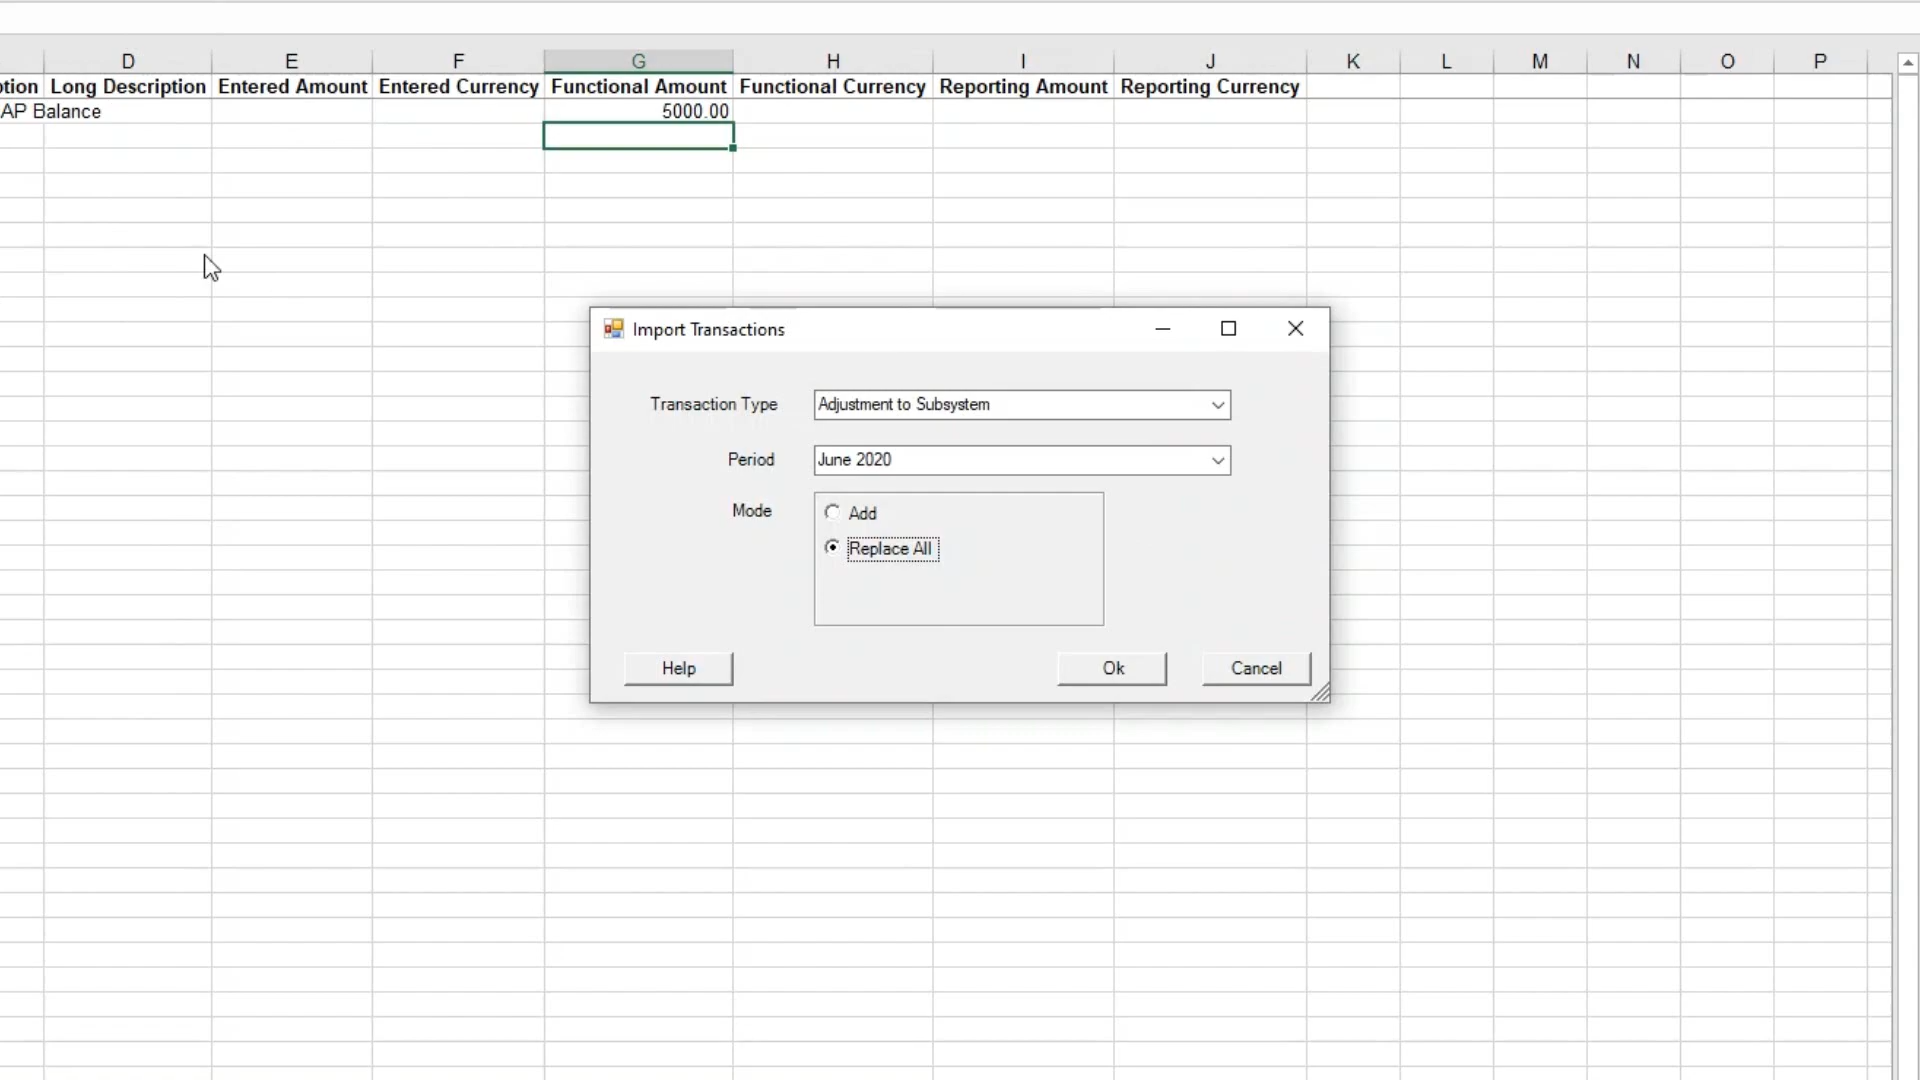 D E F G H I J K L M N O P
tion Long Description Entered Amount Entered Currency Functional Amount Functional Currency Reporting Amount Reporting Currency
AP Balance 5000.00
Import Transactions
Transaction Type Adjustment to Subsystem
Period June 2020
Mode Add
Replace All
Help Ok Cancel